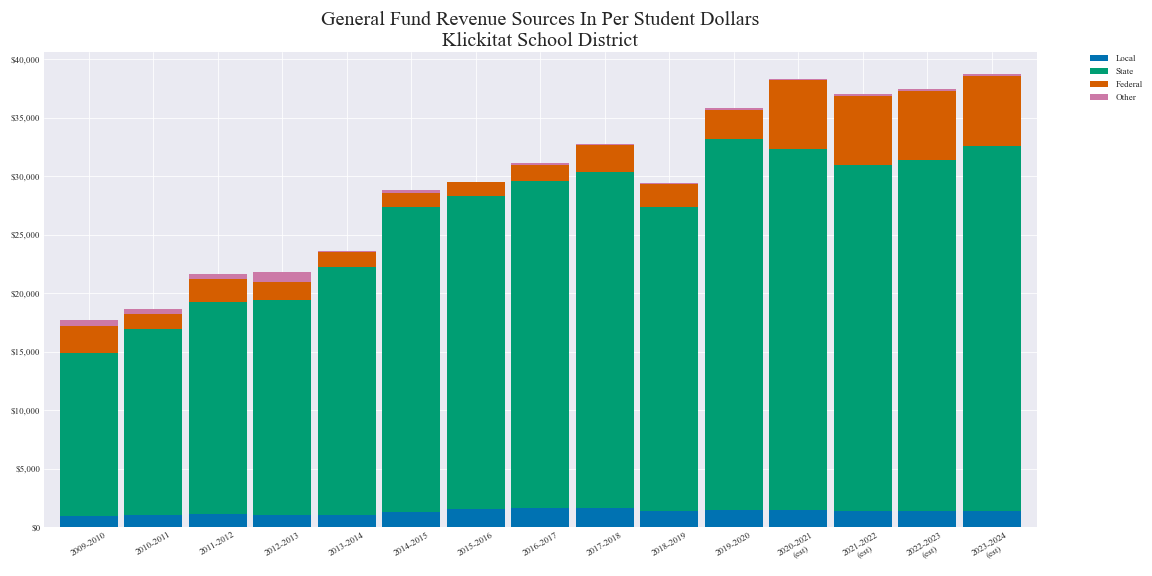 General Fund Revenue Sources In Per Student Dollars
Klickitat School District
Local
State
Federal
Other
$40,000
$35,000
$30,000
$25,000
$20,000
$15,000
$10,000
$5,000
$0
2009-2010
2010-2011
2011-2012
2012-2013
2013-2014
2014-2015
2015-2016
2016-2017
2017-2018
2018-2019
2019-2020
2020-2021
(est)
2021-2022
(est)
2022-2023
(est)
2023-2024
(est)